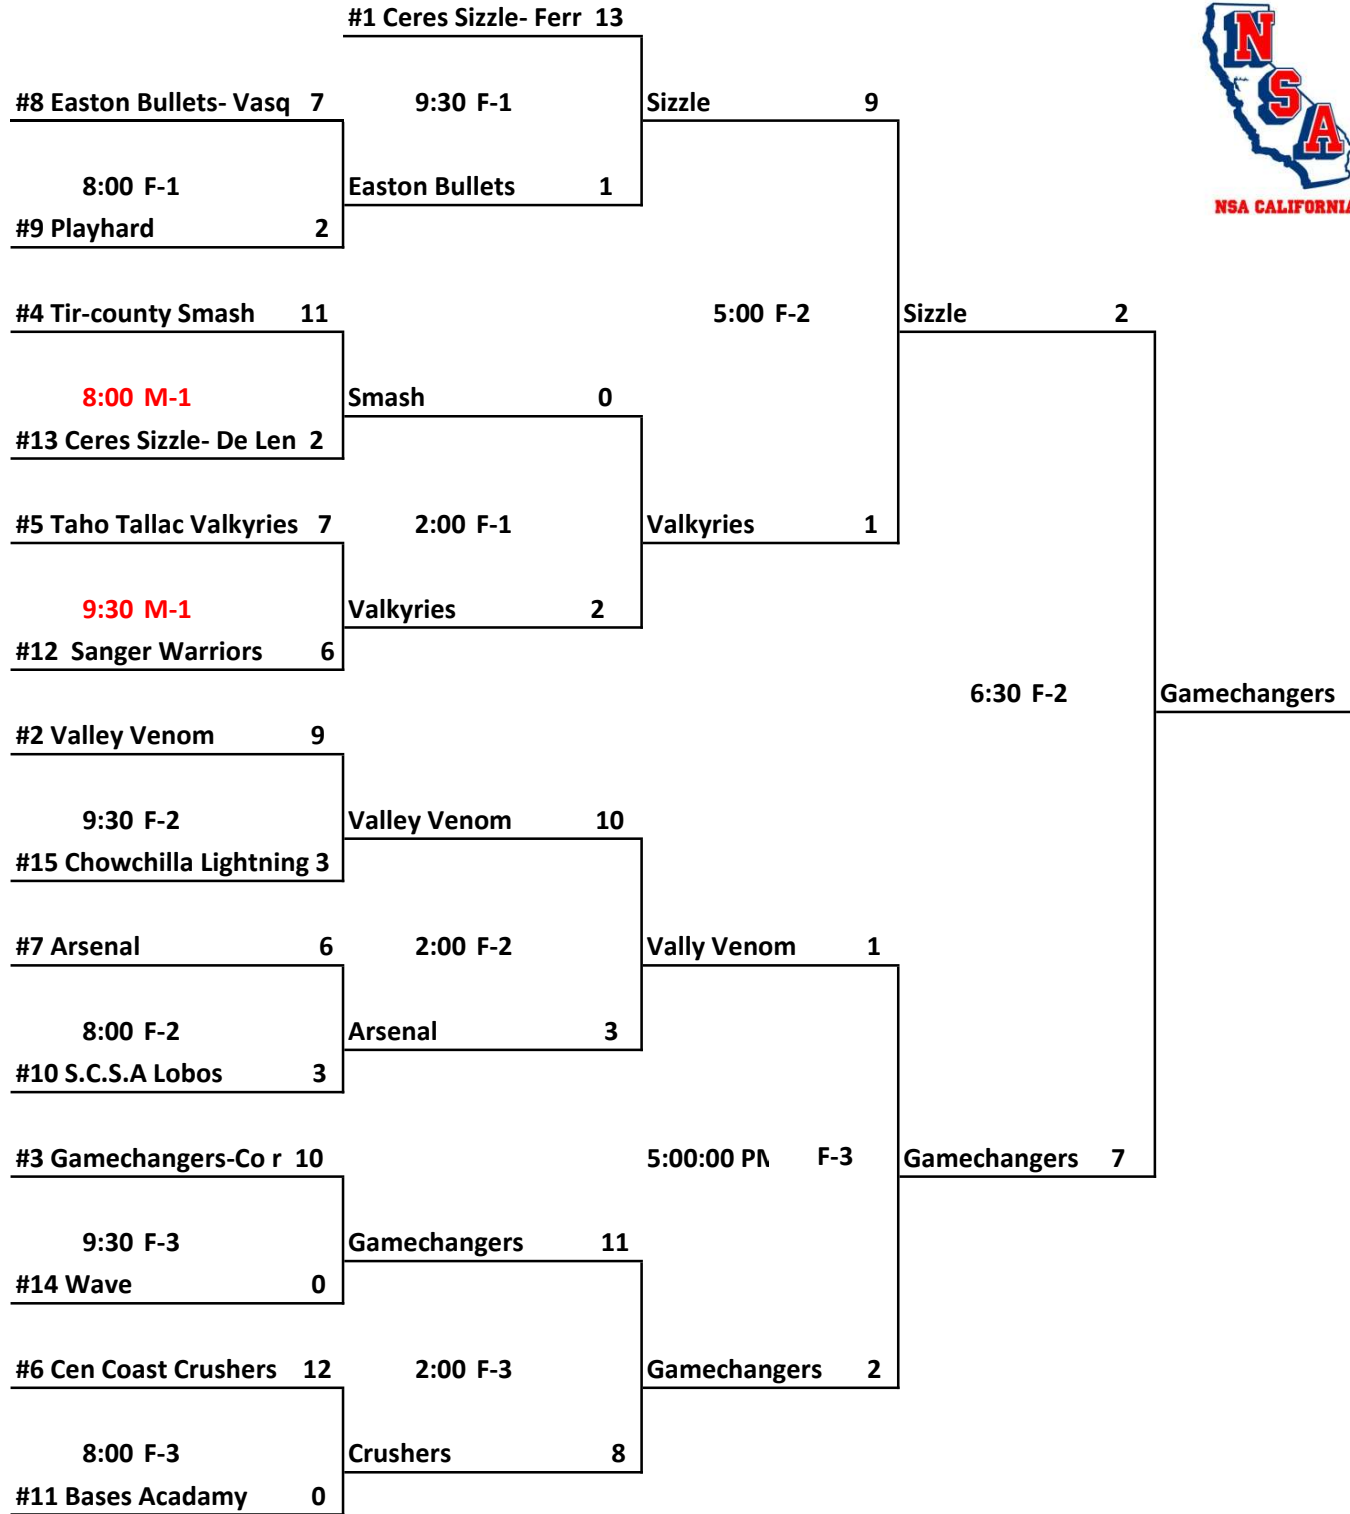 #1 Ceres Sizzle- Ferr 13
#8 Easton Bullets- Vasq 7
9:30 F-1
Sizzle 9
8:00 F-1
Easton Bullets 1
#9 Playhard 2
NSA
NSA CALIFORNIA
#4 Tir-county Smash 11
5:00 F-2
Sizzle 2
8:00 M-1
Smash 0
#13 Ceres Sizzle- De Len 2
#5 Taho Tallac Valkyries 7
2:00 F-1
Valkyries 1
9:30 M-1
Valkyries 2
#12 Sanger Warriors 6
6:30 F-2
Gamechangers
#2 Valley Venom 9
9:30 F-2
Valley Venom 10
#15 Chowchilla Lightning 3
#7 Arsenal 6
2:00 F-2
Vally Venom 1
8:00 F-2
Arsenal 3
#10 S.C.S.A Lobos 3
#3 Gamechangers-Co r 10
5:00:00 PM F-3
Gamechangers 7
9:30 F-3
Gamechangers 11
#14 Wave 0
#6 Cen Coast Crushers 12
2:00 F-3
Gamechangers 2
8:00 F-3
Crushers 8
#11 Bases Acadamy 0